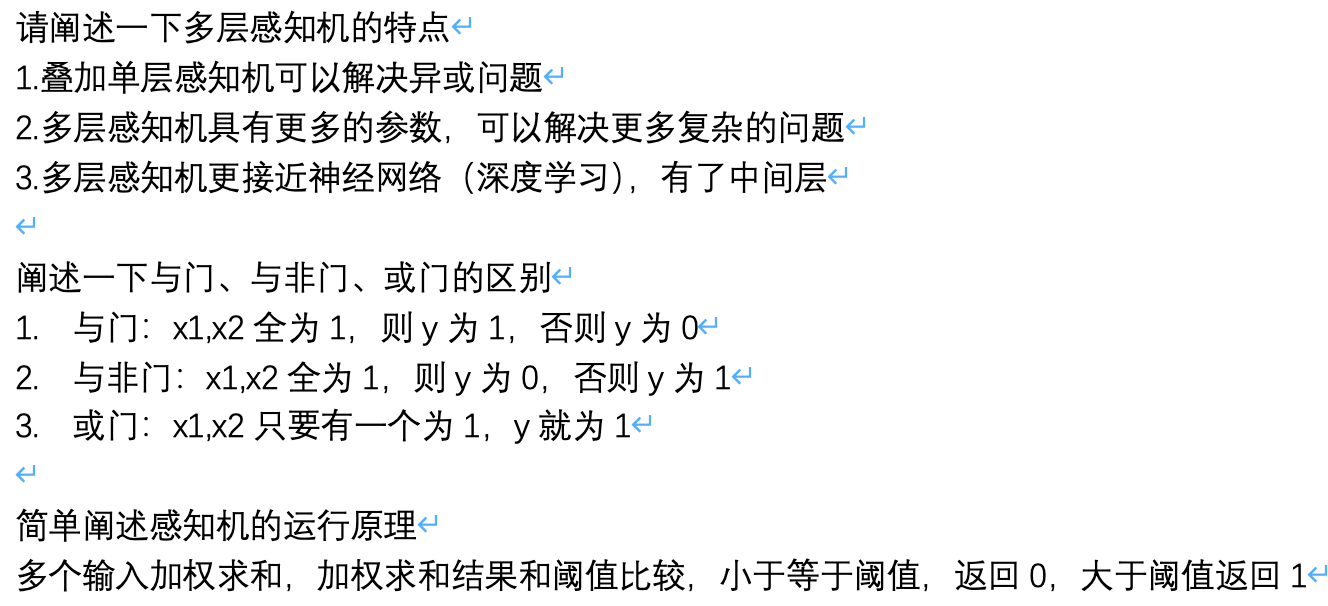 请阐述一下多层感知机的特点
1.叠加单层感知机可以解决异或问题
2.多层感知机具有更多的参数，可以解决更多复杂的问题
3.多层感知机更接近神经网络（深度学习），有了中间层
阐述一下与门、与非门、或门的区别
1. 与门：x1,x2 全为 1，则 y 为 1，否则 y 为 0
2. 与非门：x1,x2 全为 1，则 y 为 0，否则 y 为 1
3. 或门：x1,x2 只要有一个为 1，y 就为 1
简单阐述感知机的运行原理
多个输入加权求和，加权求和结果和阈值比较，小于等于阈值，返回 0，大于阈值返回 1